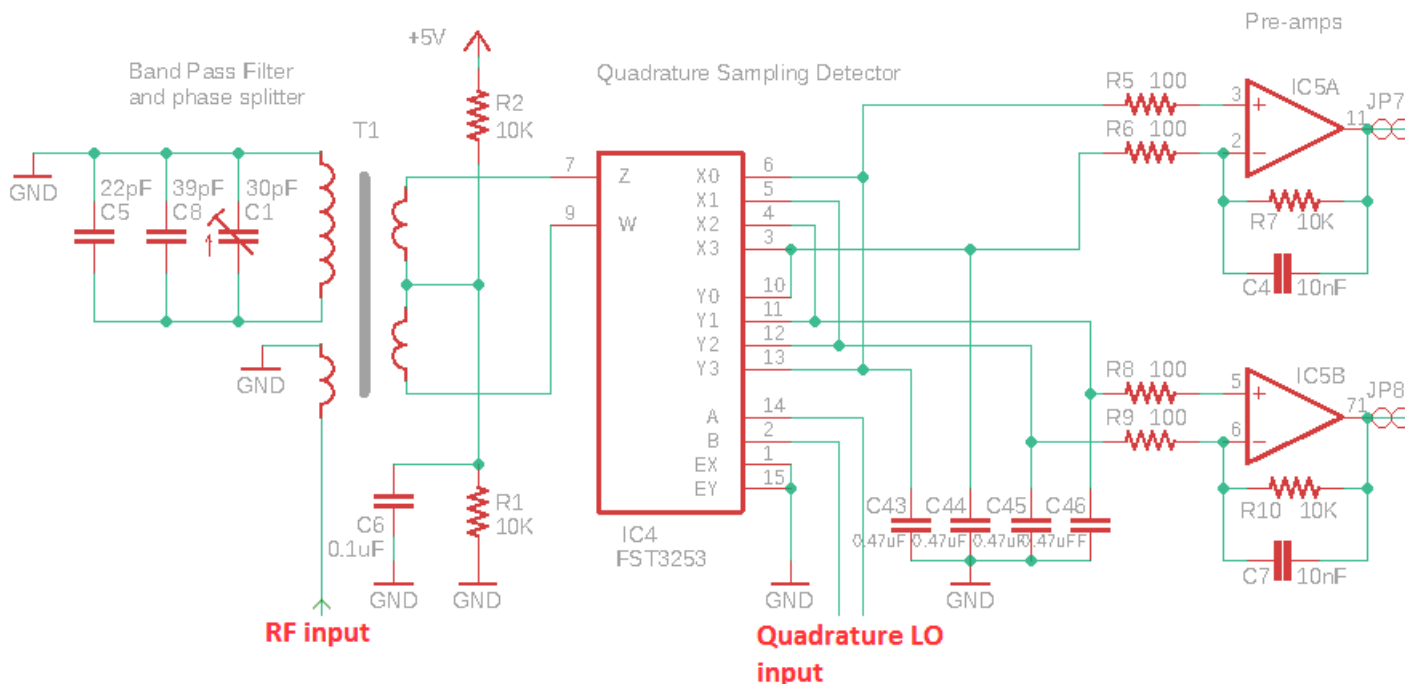 Pre-amps
+5V
Band Pass Filter
and phase splitter
Quadrature Sampling Detector
R5 100
IC5A
JP7
T1
R2
10K
3
+
11
R6 100
2
−
GND
22pF
C5
39pF
C8
30pF
C1
7
Z
9
W
X0
6
X1
5
X2
4
X3
3
Y0
10
Y1
11
Y2
12
Y3
13
A
14
B
2
EX
1
EY
15
R7 10K
C4 10nF
GND
R8 100
IC5B
JP8
5
+
71
R9 100
6
−
C6
0.1uF
R1
10K
IC4
FST3253
C43
0.47uF
C44
0.47uF
C45
0.47uF
C46
0.47uFF
R10 10K
C7 10nF
GND
GND
GND
GND
RF input
Quadrature LO
input